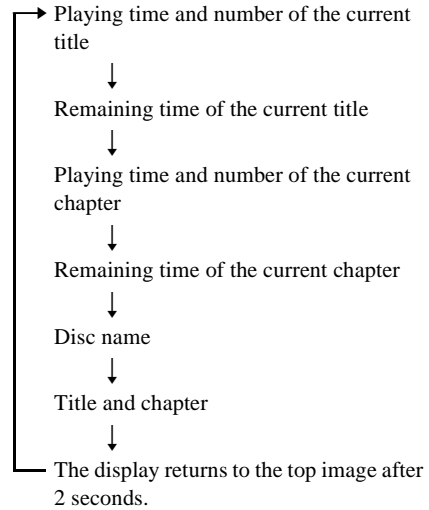 Playing time and number of the current
title
Remaining time of the current title
Playing time and number of the current
chapter
Remaining time of the current chapter
Disc name
Title and chapter
The display returns to the top image after
2 seconds.